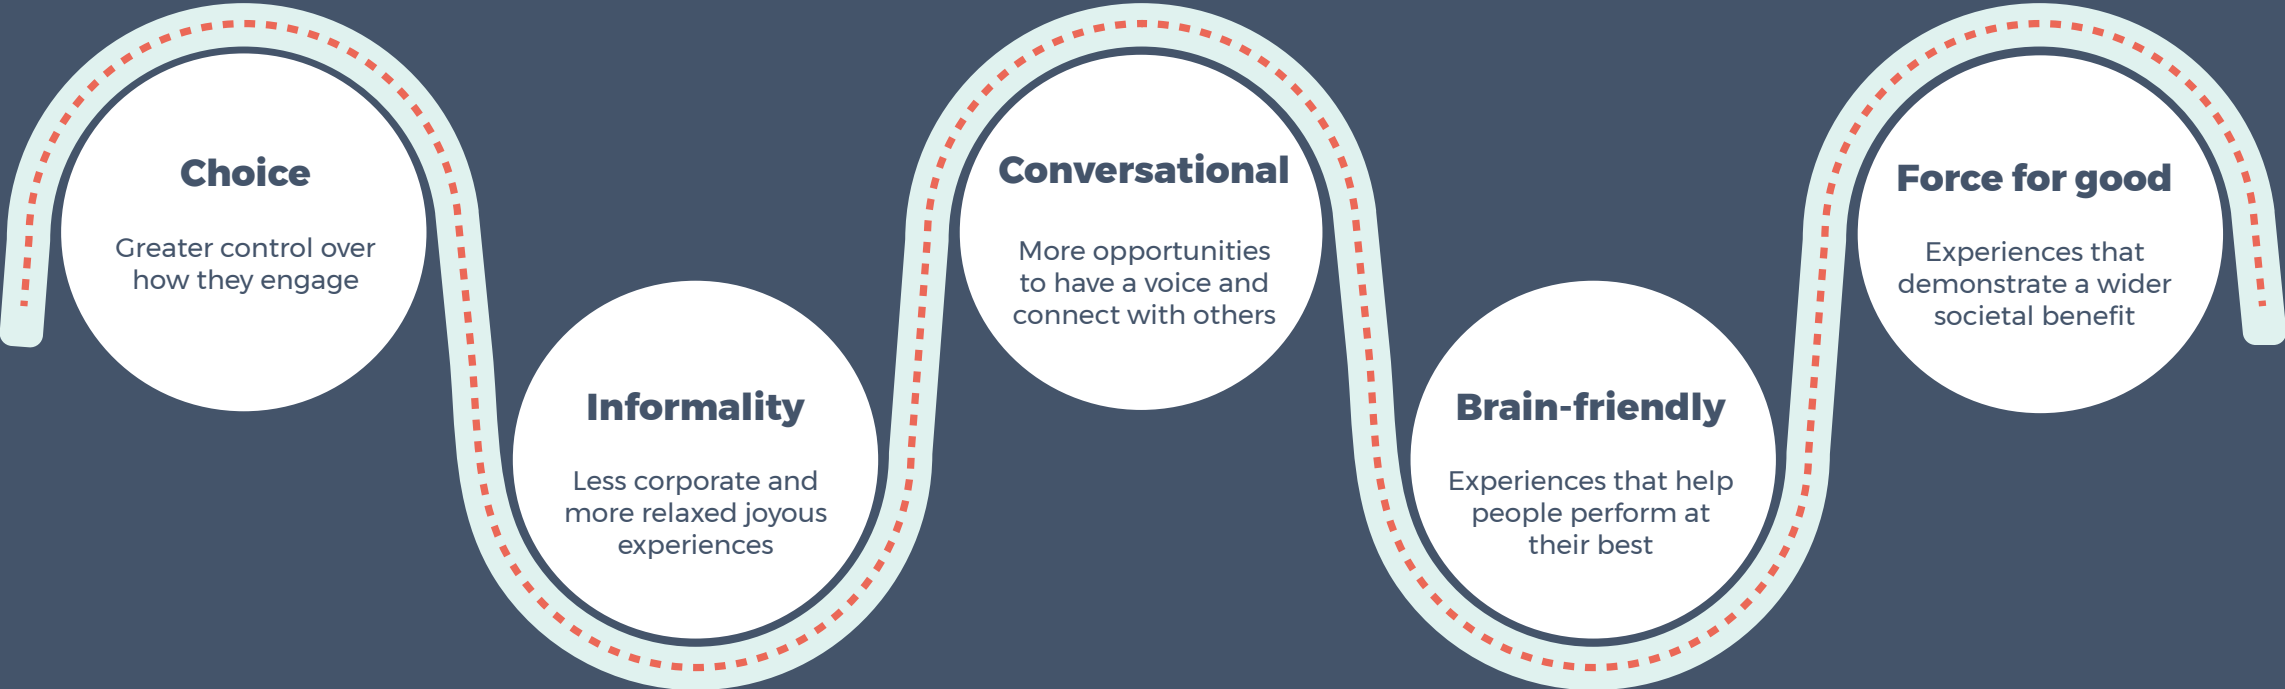 Choice
Greater control over
how they engage
Informality
Less corporate and
more relaxed joyous
experiences
Conversational
More opportunities
to have a voice and
connect with others
Brain-friendly
Experiences that help
people perform at
their best
Force for good
Experiences that
demonstrate a wider
societal benefit